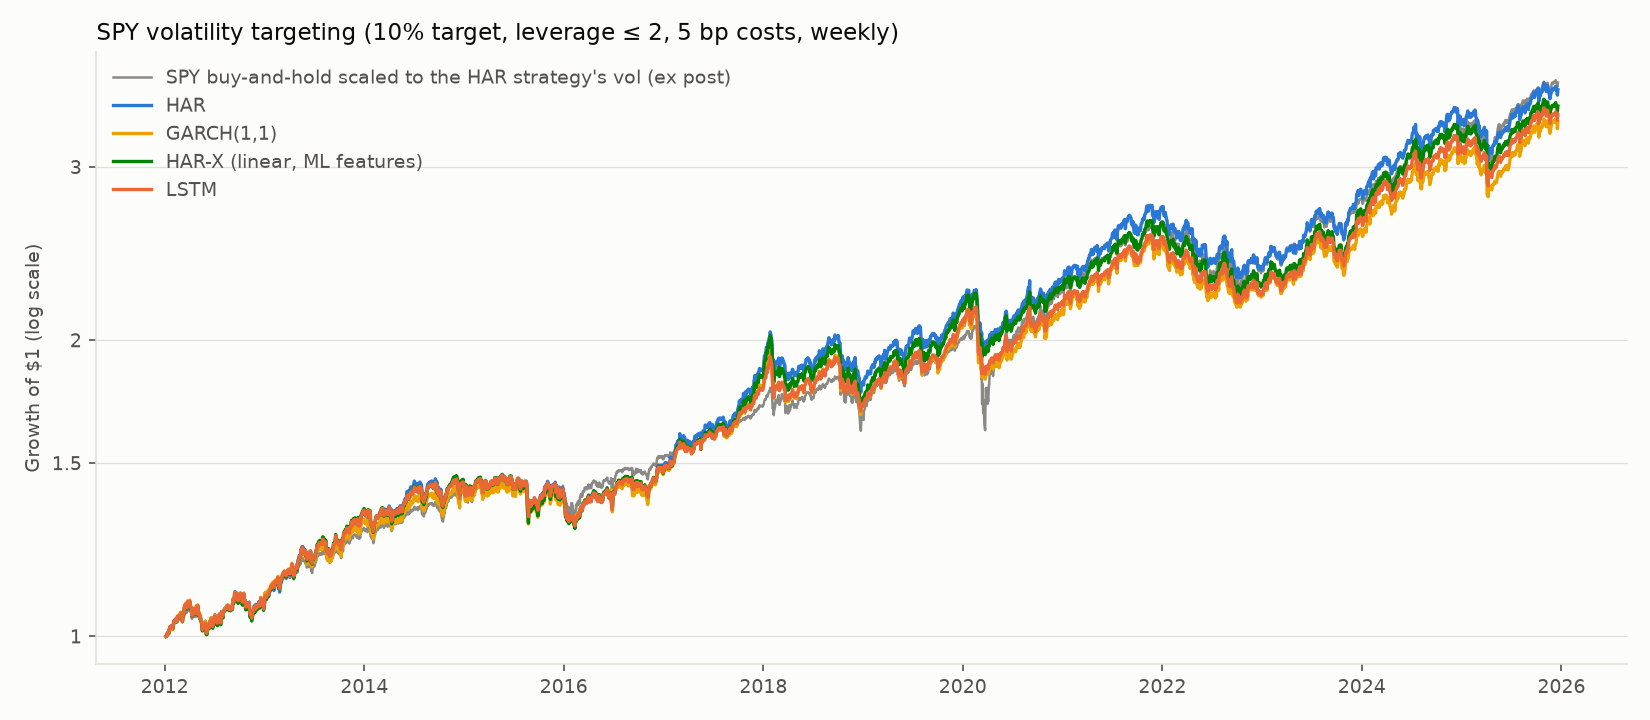 SPY volatility targeting (10% target, leverage ≤ 2, 5 bp costs, weekly)
SPY buy-and-hold scaled to the HAR strategy's vol (ex post)
HAR
GARCH(1,1)
HAR-X (linear, ML features)
LSTM
Growth of $1 (log scale)
3
2
1.5
1
2012 2014 2016 2018 2020 2022 2024 2026